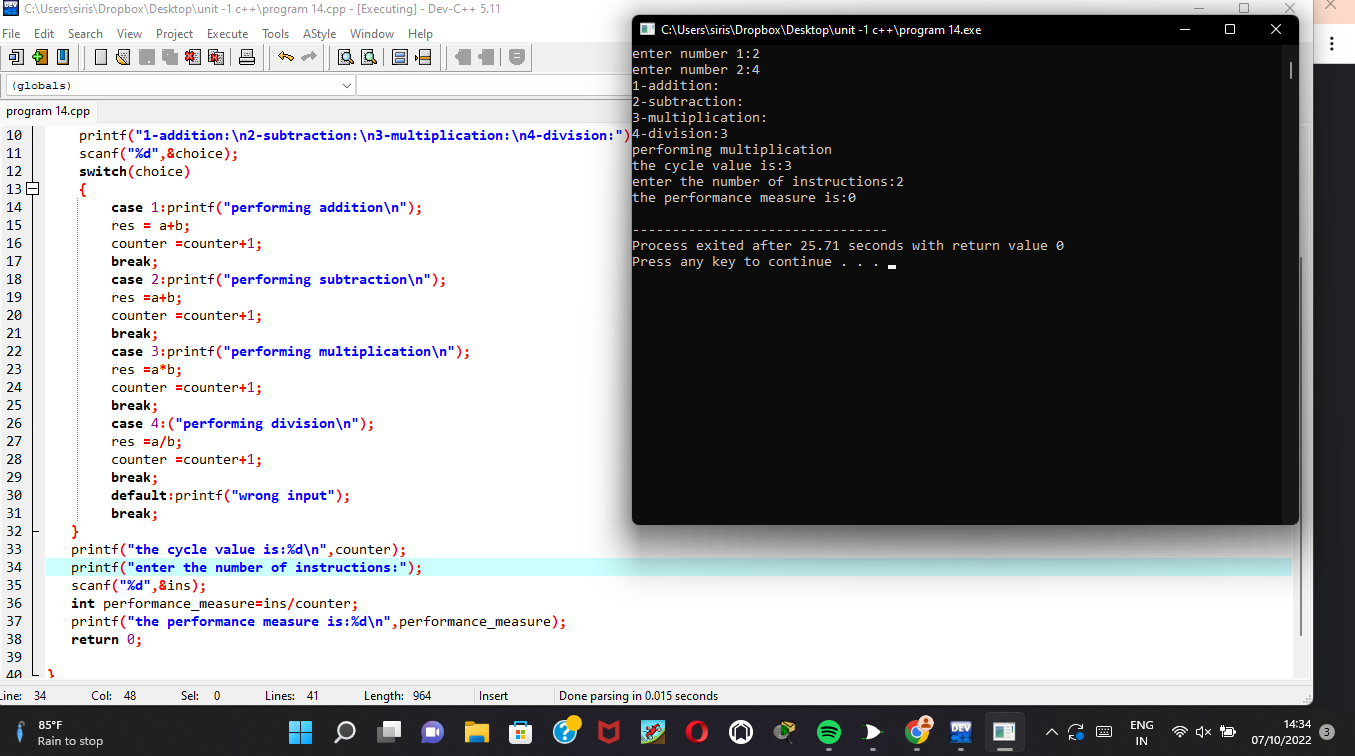 C:\Users\siris\Dropbox\Desktop\unit -1 c++\program 14.cpp - [Executing] - Dev-C++ 5.11
File Edit Search View Project Execute Tools AStyle Window Help
(globals)
program 14.cpp
10 printf("1-addition:\n2-subtraction:\n3-multiplication:\n4-division:")
11 scanf("%d",&choice);
12 switch(choice)
13 {
14 case 1:printf("performing addition\n");
15 res = a+b;
16 counter =counter+1;
17 break;
18 case 2:printf("performing subtraction\n");
19 res =a+b;
20 counter =counter+1;
21 break;
22 case 3:printf("performing multiplication\n");
23 res =a*b;
24 counter =counter+1;
25 break;
26 case 4:("performing division\n");
27 res =a/b;
28 counter =counter+1;
29 break;
30 default:printf("wrong input");
31 break;
32 }
33 printf("the cycle value is:%d\n",counter);
34 printf("enter the number of instructions:");
35 scanf("%d",&ins);
36 int performance_measure=ins/counter;
37 printf("the performance measure is:%d\n",performance_measure);
38 return 0;
39
40 }
C:\Users\siris\Dropbox\Desktop\unit -1 c++\program 14.exe
enter number 1:2
enter number 2:4
1-addition:
2-subtraction:
3-multiplication:
4-division:3
performing multiplication
the cycle value is:3
enter the number of instructions:2
the performance measure is:0
--------------------------------
Process exited after 25.71 seconds with return value 0
Press any key to continue . . .
Line: 34 Col: 48 Sel: 0 Lines: 41 Length: 964 Insert Done parsing in 0.015 seconds
85°F
Rain to stop
DEV
ENG
IN
14:34
07/10/2022
3